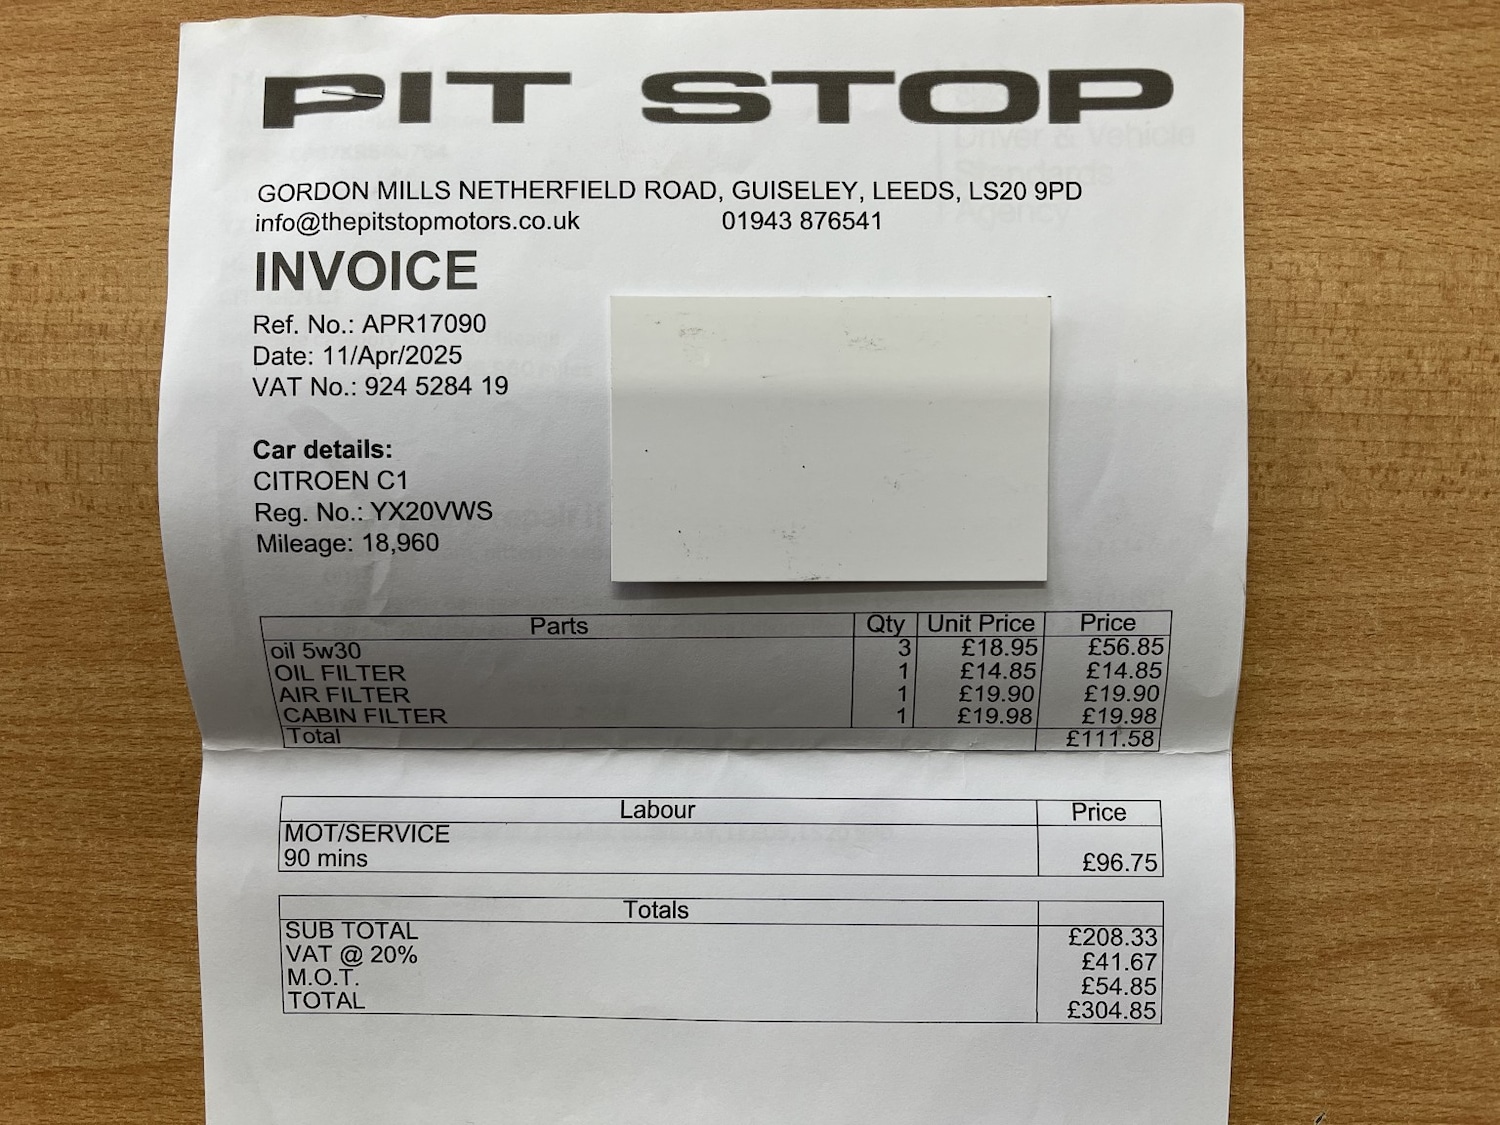 PIT STOP
GORDON MILLS NETHERFIELD ROAD, GUISELEY, LEEDS, LS20 9PD
info@thepitstopmotors.co.uk 01943 876541
INVOICE
Ref. No.: APR17090
Date: 11/Apr/2025
VAT No.: 924 5284 19
Car details:
CITROEN C1
Reg. No.: YX20VWS
Mileage: 18,960
Parts Qty Unit Price Price
oil 5w30 3 £18.95 £56.85
OIL FILTER 1 £14.85 £14.85
AIR FILTER 1 £19.90 £19.90
CABIN FILTER 1 £19.98 £19.98
Total £111.58
Labour Price
MOT/SERVICE
90 mins £96.75
Totals
SUB TOTAL £208.33
VAT @ 20% £41.67
M.O.T. £54.85
TOTAL £304.85
Driver & Vehicle
Standards
Agency